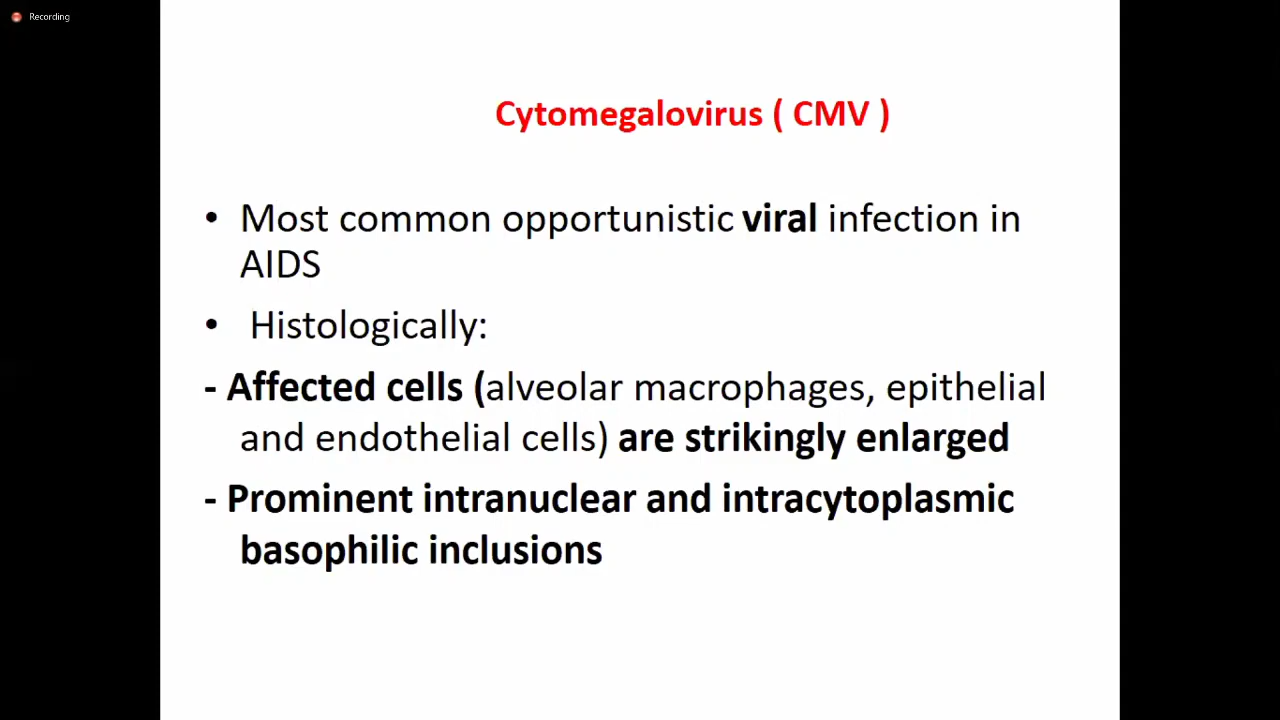 Recording
Cytomegalovirus ( CMV )
• Most common opportunistic viral infection in
AIDS
• Histologically:
- Affected cells (alveolar macrophages, epithelial
and endothelial cells) are strikingly enlarged
- Prominent intranuclear and intracytoplasmic
basophilic inclusions